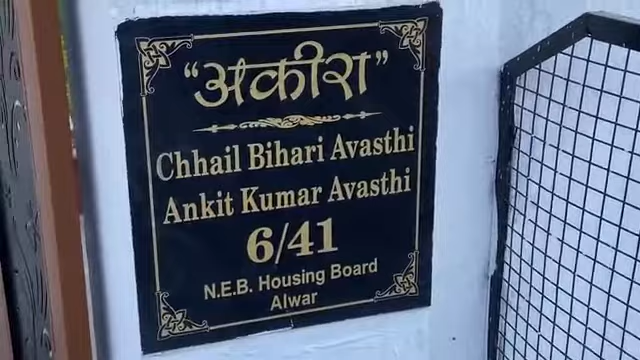 "अकीरा"
Chhail Bihari Avasthi
Ankit Kumar Avasthi
6/41
N.E.B. Housing Board
Alwar